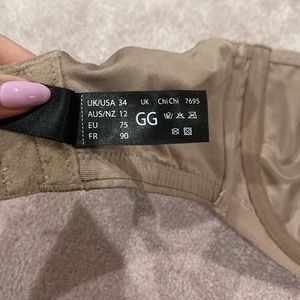 UK/USA 34 UK Chi Chi 7695
AUS/NZ 12 GG
EU 75
FR 90